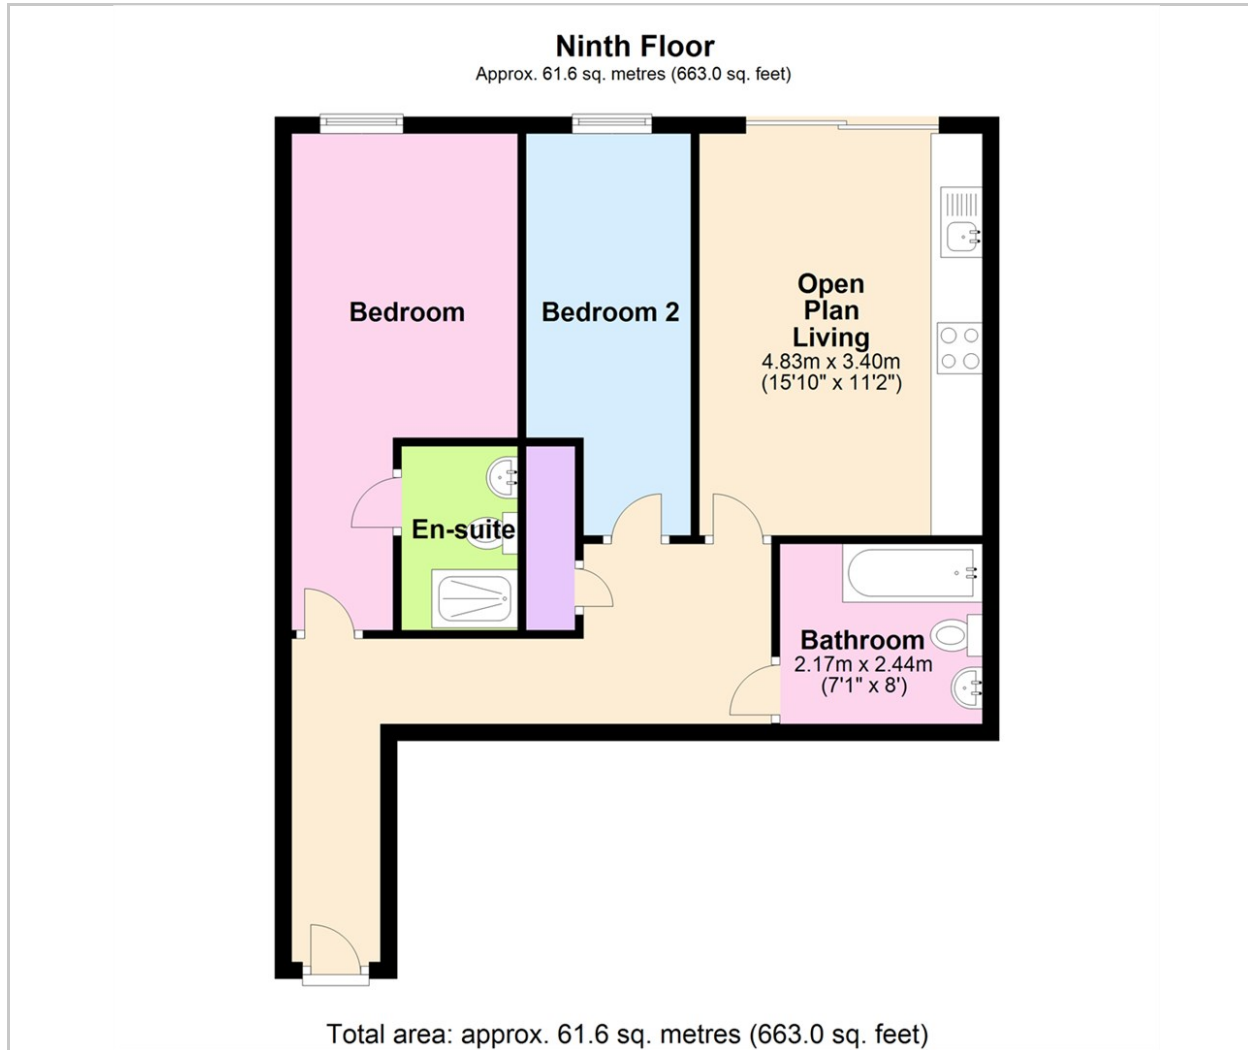 Ninth Floor
Approx. 61.6 sq. metres (663.0 sq. feet)
Bedroom
Bedroom 2
Open
Plan
Living
4.83m x 3.40m
(15'10" x 11'2")
En-suite
Bathroom
2.17m x 2.44m
(7'1" x 8')
Total area: approx. 61.6 sq. metres (663.0 sq. feet)